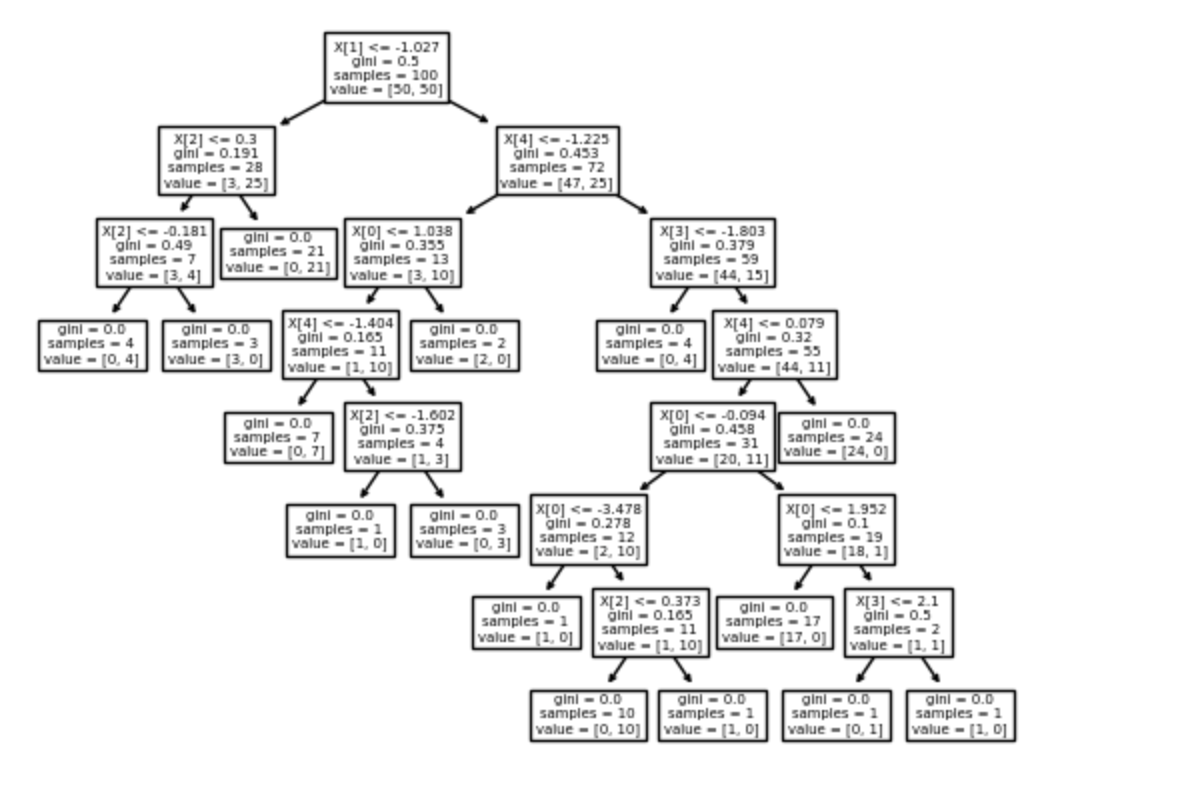 X[1] <= -1.027
gini = 0.5
samples = 100
value = [50, 50]
X[2] <= 0.3
gini = 0.191
samples = 28
value = [3, 25]
X[4] <= -1.225
gini = 0.453
samples = 72
value = [47, 25]
X[2] <= -0.181
gini = 0.49
samples = 7
value = [3, 4]
gini = 0.0
samples = 21
value = [0, 21]
X[0] <= 1.038
gini = 0.355
samples = 13
value = [3, 10]
X[3] <= -1.803
gini = 0.379
samples = 59
value = [44, 15]
gini = 0.0
samples = 4
value = [0, 4]
gini = 0.0
samples = 3
value = [3, 0]
X[4] <= -1.404
gini = 0.165
samples = 11
value = [1, 10]
gini = 0.0
samples = 2
value = [2, 0]
gini = 0.0
samples = 4
value = [0, 4]
X[4] <= 0.079
gini = 0.32
samples = 55
value = [44, 11]
gini = 0.0
samples = 7
value = [0, 7]
X[2] <= -1.602
gini = 0.375
samples = 4
value = [1, 3]
X[0] <= -0.094
gini = 0.458
samples = 31
value = [20, 11]
gini = 0.0
samples = 24
value = [24, 0]
gini = 0.0
samples = 1
value = [1, 0]
gini = 0.0
samples = 3
value = [0, 3]
X[0] <= -3.478
gini = 0.278
samples = 12
value = [2, 10]
X[0] <= 1.952
gini = 0.1
samples = 19
value = [18, 1]
gini = 0.0
samples = 1
value = [1, 0]
X[2] <= 0.373
gini = 0.165
samples = 11
value = [1, 10]
gini = 0.0
samples = 17
value = [17, 0]
X[3] <= 2.1
gini = 0.5
samples = 2
value = [1, 1]
gini = 0.0
samples = 10
value = [0, 10]
gini = 0.0
samples = 1
value = [1, 0]
gini = 0.0
samples = 1
value = [0, 1]
gini = 0.0
samples = 1
value = [1, 0]